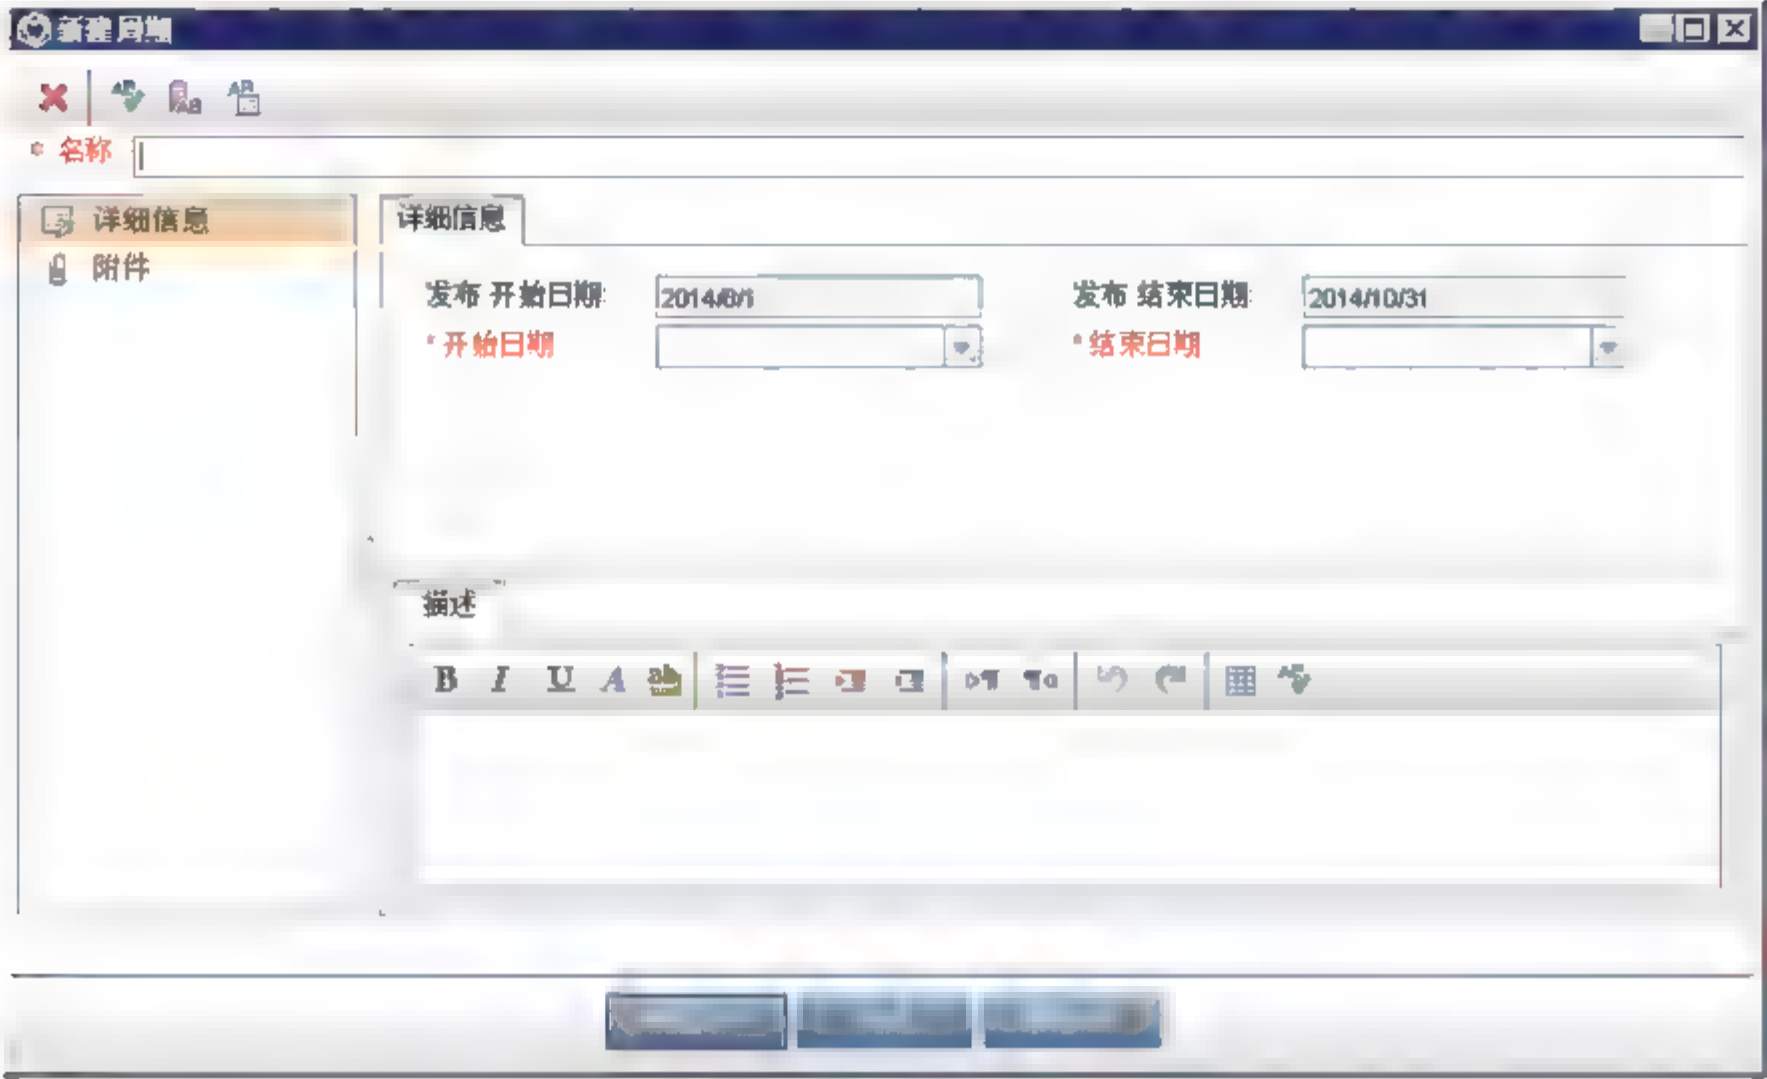 新建 周期
* 名称
详细信息
附件
详细信息
发布 开始日期: 2014/8/1 发布 结束日期: 2014/10/31
* 开始日期 * 结束日期
描述
B I U A ab